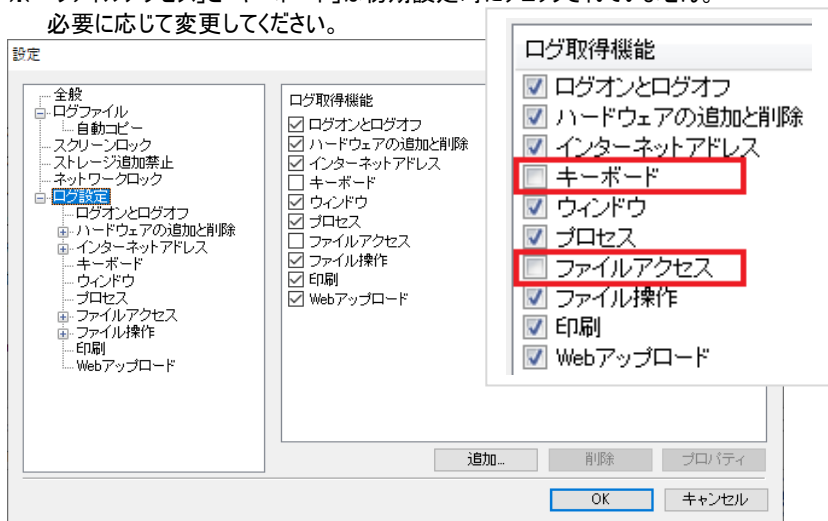 必要に応じて変更してください。
設定
全般
ログファイル
自動コピー
スクリーンロック
ストレージ追加禁止
ネットワークロック
ログ設定
ログオンとログオフ
ハードウェアの追加と削除
インターネットアドレス
キーボード
ウィンドウ
プロセス
ファイルアクセス
ファイル操作
印刷
Webアップロード
ログ取得機能
ログオンとログオフ
ハードウェアの追加と削除
インターネットアドレス
キーボード
ウィンドウ
プロセス
ファイルアクセス
ファイル操作
印刷
Webアップロード
ログ取得機能
ログオンとログオフ
ハードウェアの追加と削除
インターネットアドレス
キーボード
ウィンドウ
プロセス
ファイルアクセス
ファイル操作
印刷
Webアップロード
追加...
削除
プロパティ
OK
キャンセル